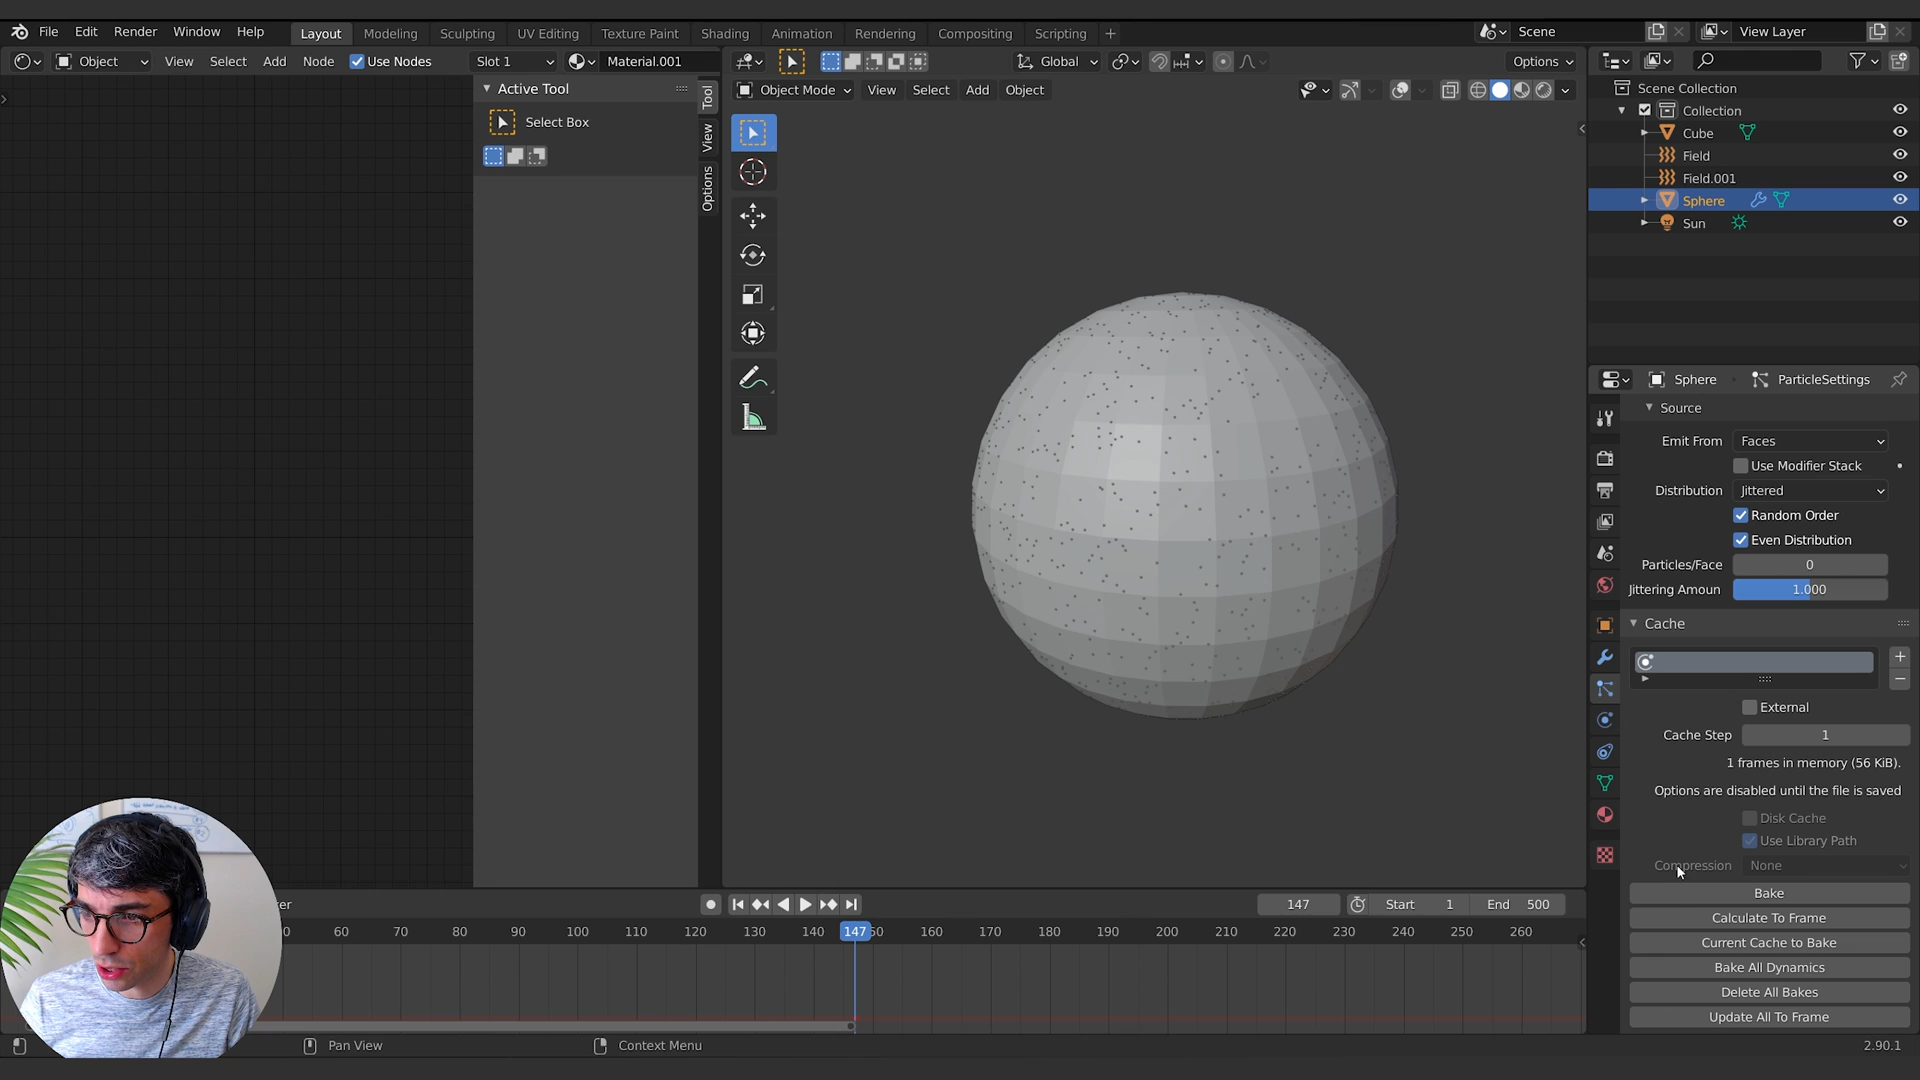 File Edit Render Window Help Layout Modeling Sculpting UV Editing Texture Paint Shading Animation Rendering Compositing Scripting + Scene View Layer
Object View Select Add Node Use Nodes Slot 1 Material.001 Global Options
Active Tool
Select Box
Tool
View
Options
Object Mode View Select Add Object
Scene Collection
Collection
Cube
Field
Field.001
Sphere
Sun
Sphere ParticleSettings
Source
Emit From Faces
Use Modifier Stack
Distribution Jittered
Random Order
Even Distribution
Particles/Face 0
Jittering Amoun 1.000
Cache
External
Cache Step 1
1 frames in memory (56 KiB).
Options are disabled until the file is saved
Disk Cache
Use Library Path
Compression None
Bake
Calculate To Frame
Current Cache to Bake
Bake All Dynamics
Delete All Bakes
Update All To Frame
er 147 Start 1 End 500
0 60 70 80 90 100 110 120 130 140 147 50 160 170 180 190 200 210 220 230 240 250 260
Pan View Context Menu 2.90.1